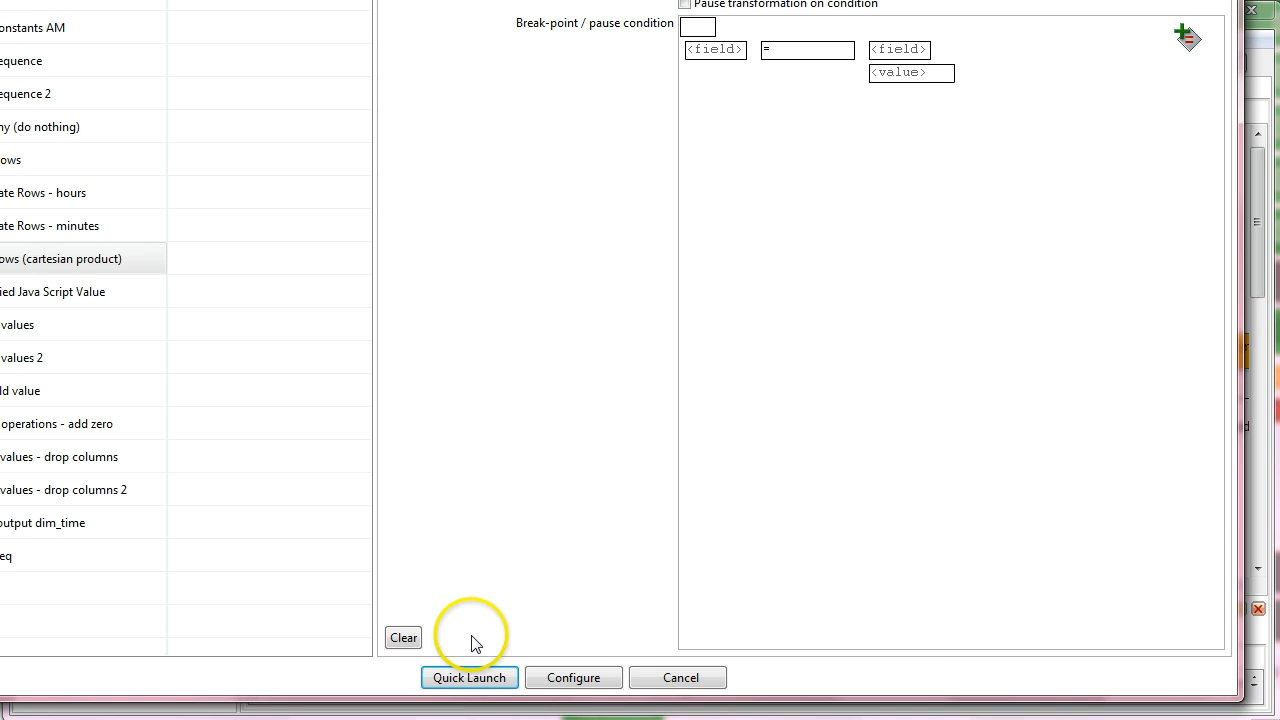 Pause transformation on condition
Break-point / pause condition
<field> = <field>
<value>
onstants AM
equence
equence 2
ny (do nothing)
ows
ate Rows - hours
ate Rows - minutes
ows (cartesian product)
ied Java Script Value
values
values 2
ld value
operations - add zero
values - drop columns
values - drop columns 2
output dim_time
eq
Clear
Quick Launch Configure Cancel